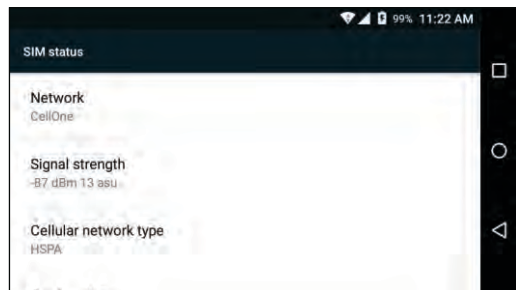 99% 11:22 AM
SIM status
Network
CellOne
Signal strength
-87 dBm 13 asu
Cellular network type
HSPA